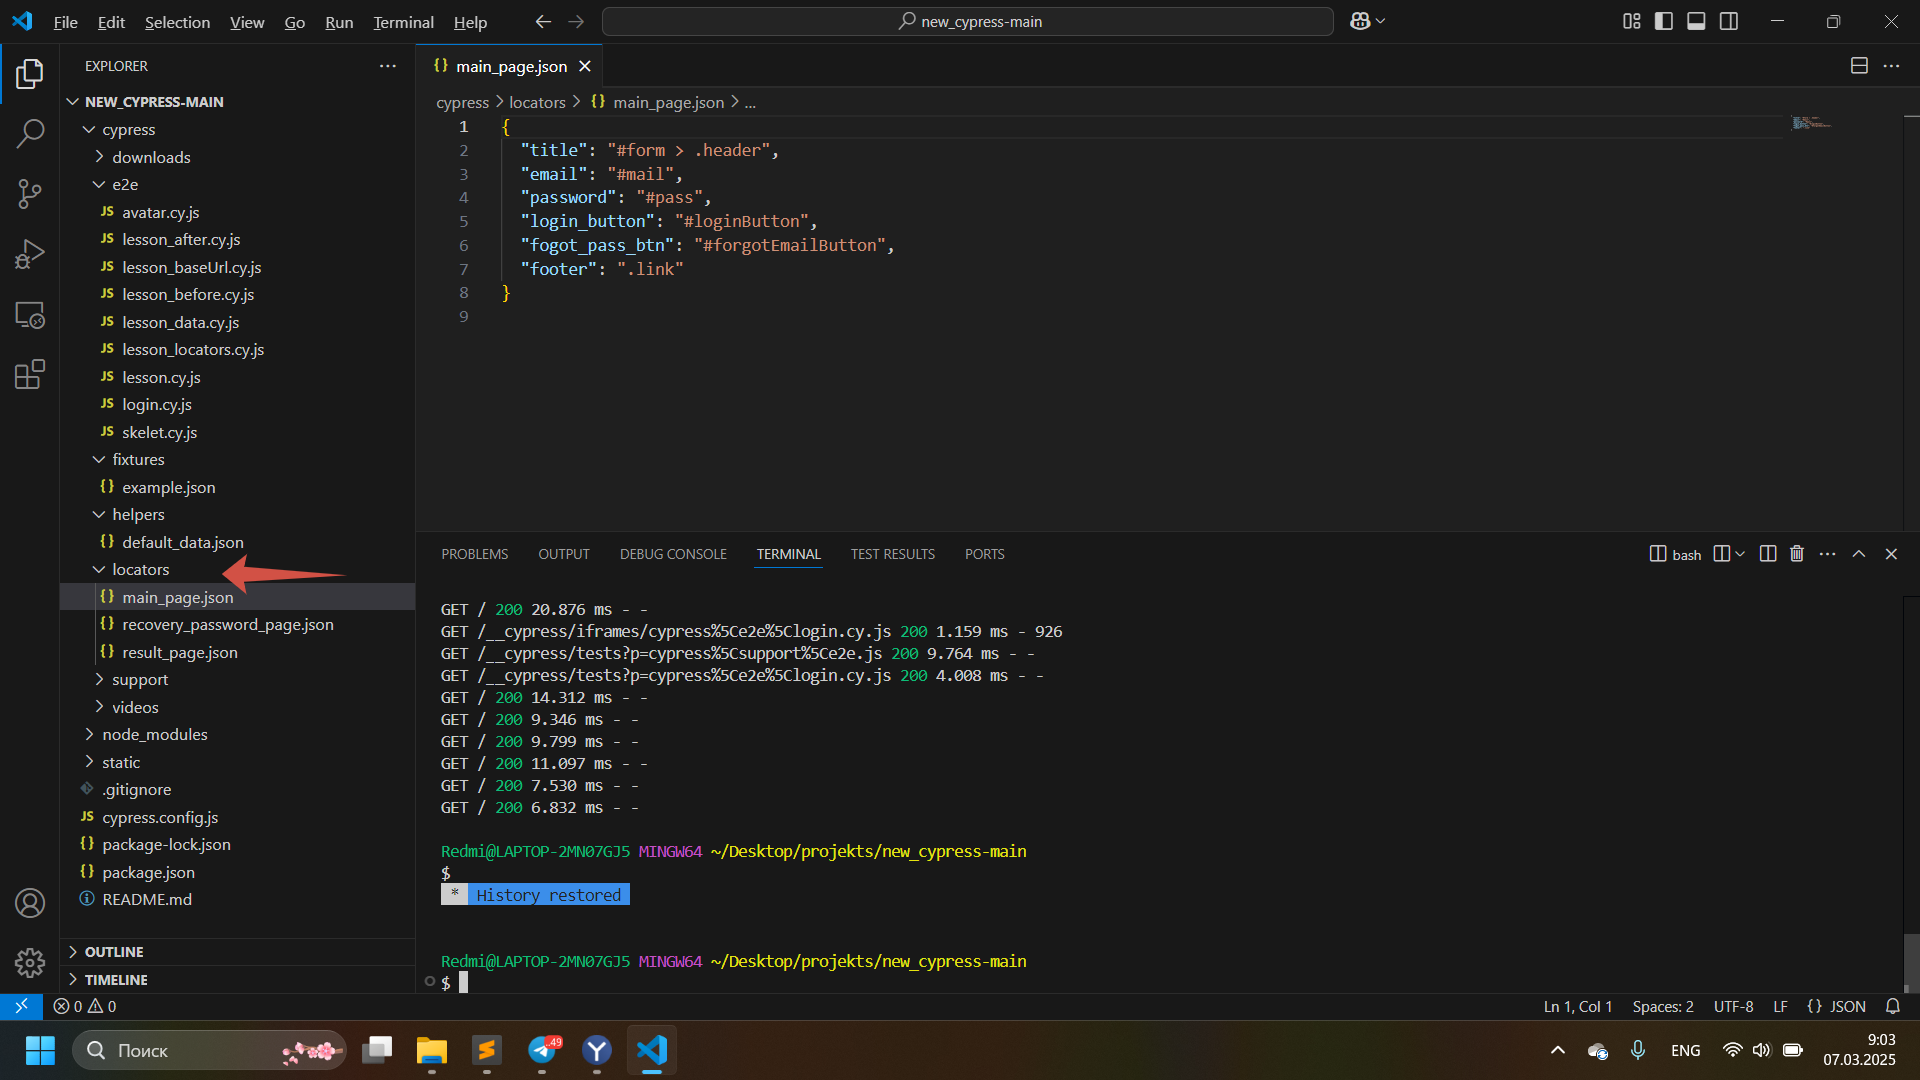 File Edit Selection View Go Run Terminal Help
new_cypress-main
EXPLORER
NEW_CYPRESS-MAIN
cypress
downloads
e2e
JS avatar.cy.js
JS lesson_after.cy.js
JS lesson_baseUrl.cy.js
JS lesson_before.cy.js
JS lesson_data.cy.js
JS lesson_locators.cy.js
JS lesson.cy.js
JS login.cy.js
JS skelet.cy.js
fixtures
{} example.json
helpers
{} default_data.json
locators
{} main_page.json
{} recovery_password_page.json
{} result_page.json
support
videos
node_modules
static
.gitignore
JS cypress.config.js
{} package-lock.json
{} package.json
README.md
OUTLINE
TIMELINE
{} main_page.json
cypress > locators > {} main_page.json > ...
1 {
2 "title": "#form > .header",
3 "email": "#mail",
4 "password": "#pass",
5 "login_button": "#loginButton",
6 "fogot_pass_btn": "#forgotEmailButton",
7 "footer": ".link"
8 }
9
PROBLEMS OUTPUT DEBUG CONSOLE TERMINAL TEST RESULTS PORTS
bash
GET / 200 20.876 ms - -
GET /__cypress/iframes/cypress%5Ce2e%5Clogin.cy.js 200 1.159 ms - 926
GET /__cypress/tests?p=cypress%5Csupport%5Ce2e.js 200 9.764 ms - -
GET /__cypress/tests?p=cypress%5Ce2e%5Clogin.cy.js 200 4.008 ms - -
GET / 200 14.312 ms - -
GET / 200 9.346 ms - -
GET / 200 9.799 ms - -
GET / 200 11.097 ms - -
GET / 200 7.530 ms - -
GET / 200 6.832 ms - -
Redmi@LAPTOP-2MN07GJ5 MINGW64 ~/Desktop/projekts/new_cypress-main
$
* History restored
Redmi@LAPTOP-2MN07GJ5 MINGW64 ~/Desktop/projekts/new_cypress-main
$
0 0
Ln 1, Col 1 Spaces: 2 UTF-8 LF {} JSON
Поиск
..49
ENG
9:03
07.03.2025